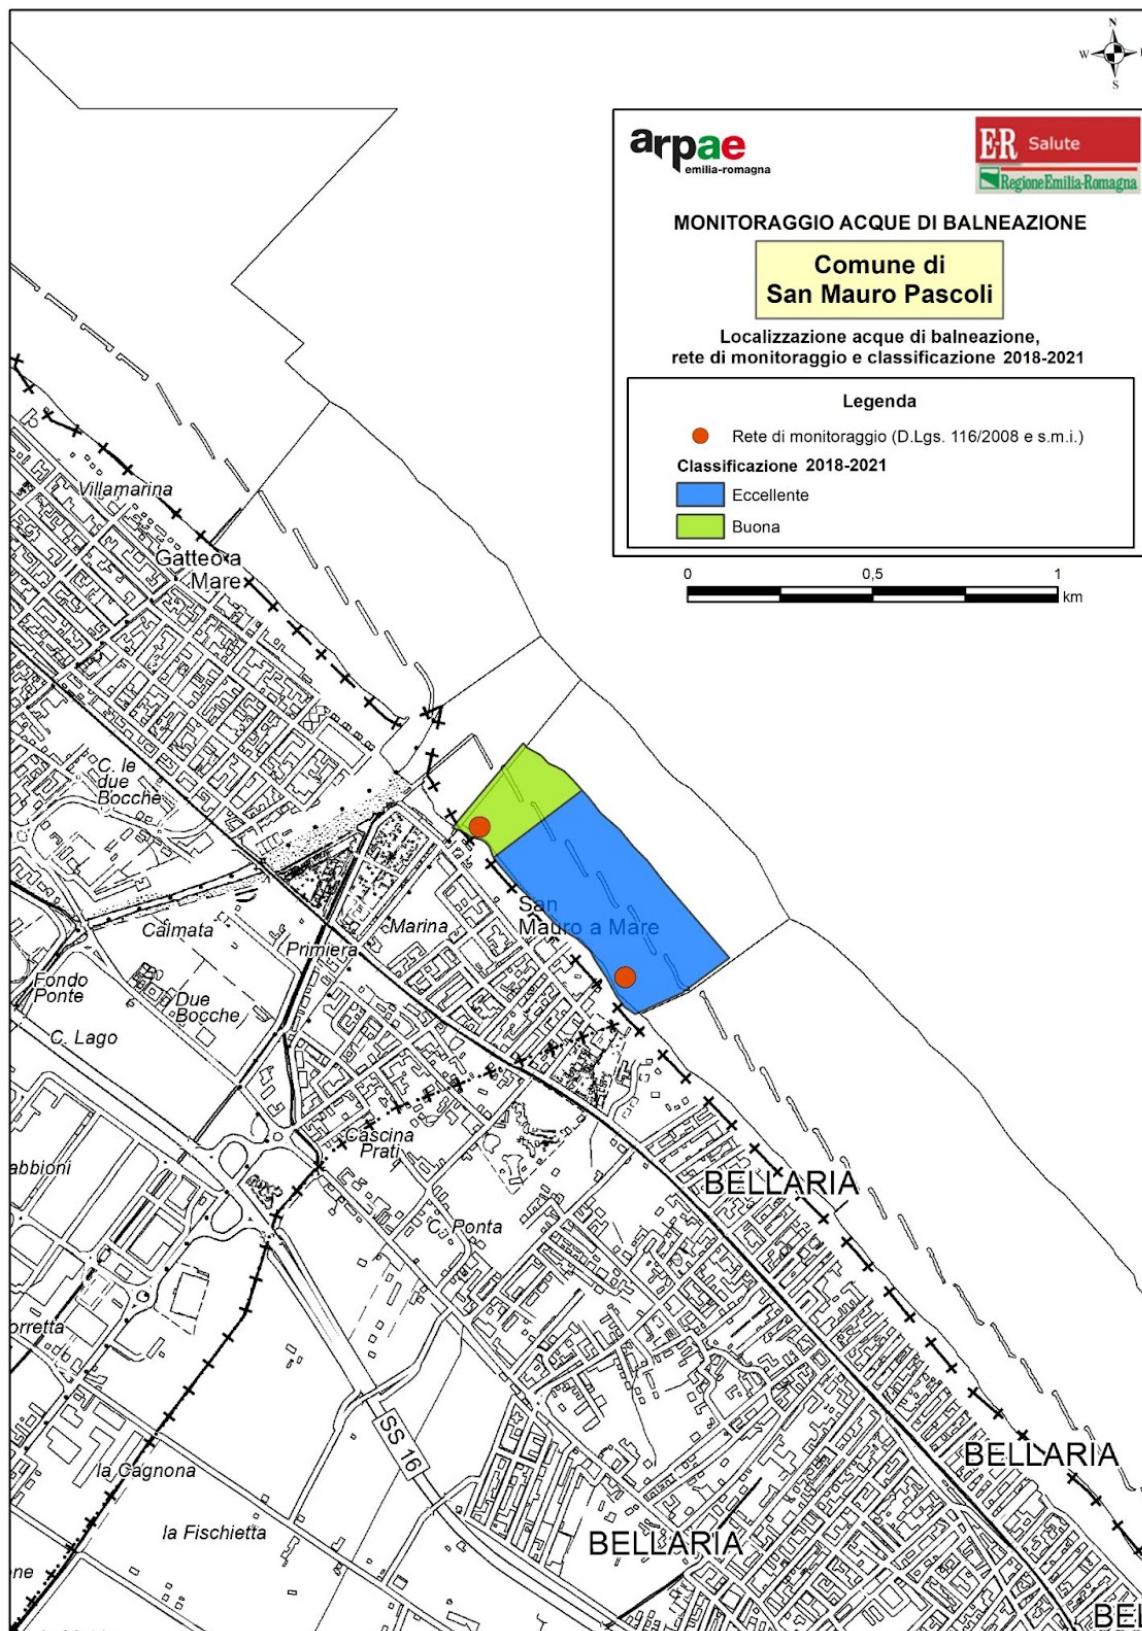 N
W
S
arpae
emilia-romagna
E-R Salute
RegioneEmilia-Romagna
MONITORAGGIO ACQUE DI BALNEAZIONE
Comune di
San Mauro Pascoli
Localizzazione acque di balneazione,
rete di monitoraggio e classificazione 2018-2021
Legenda
Rete di monitoraggio (D.Lgs. 116/2008 e s.m.i.)
Classificazione 2018-2021
Eccellente
Buona
0 0,5 1
km
Villamarina
Gatteo a
Mare
C. le
due
Bocche
San
Mauro a Mare
Marina
Calmata
Primiera
Fondo
Ponte
Due
Bocche
C. Lago
Cascina
Prati
abbioni
BELLARIA
C. Ponta
orretta
SS 16
BELLARIA
la Cagnona
la Fischietta
BELLARIA
ne
BEL